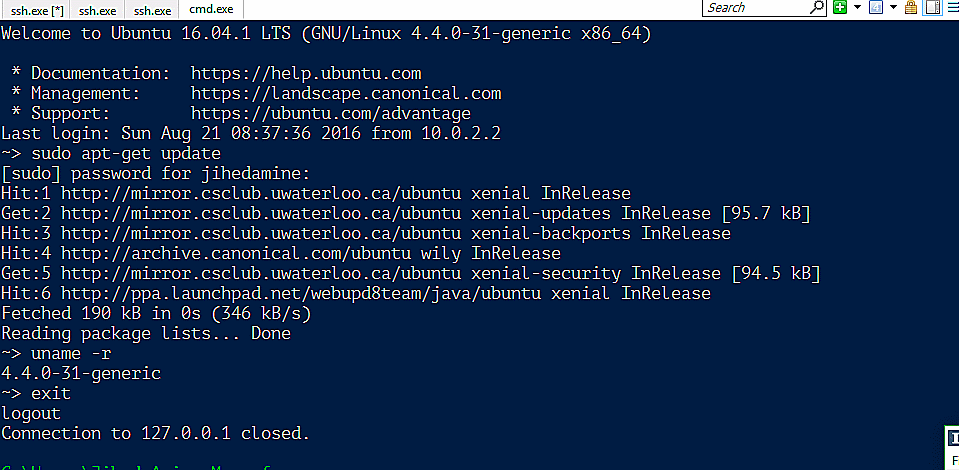 ssh.exe [*] ssh.exe ssh.exe cmd.exe Search
Welcome to Ubuntu 16.04.1 LTS (GNU/Linux 4.4.0-31-generic x86_64)
* Documentation: https://help.ubuntu.com
* Management: https://landscape.canonical.com
* Support: https://ubuntu.com/advantage
Last login: Sun Aug 21 08:37:36 2016 from 10.0.2.2
~> sudo apt-get update
[sudo] password for jihedamine:
Hit:1 http://mirror.csclub.uwaterloo.ca/ubuntu xenial InRelease
Get:2 http://mirror.csclub.uwaterloo.ca/ubuntu xenial-updates InRelease [95.7 kB]
Hit:3 http://mirror.csclub.uwaterloo.ca/ubuntu xenial-backports InRelease
Hit:4 http://archive.canonical.com/ubuntu wily InRelease
Get:5 http://mirror.csclub.uwaterloo.ca/ubuntu xenial-security InRelease [94.5 kB]
Hit:6 http://ppa.launchpad.net/webupd8team/java/ubuntu xenial InRelease
Fetched 190 kB in 0s (346 kB/s)
Reading package lists... Done
~> uname -r
4.4.0-31-generic
~> exit
logout
Connection to 127.0.0.1 closed.